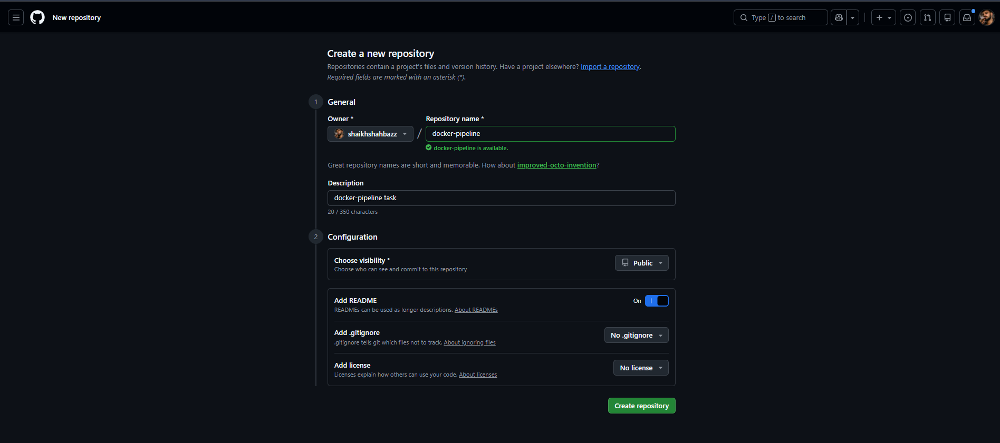 New repository
Type / to search
Create a new repository
Repositories contain a project's files and version history. Have a project elsewhere? Import a repository.
Required fields are marked with an asterisk (*).
1 General
Owner * Repository name *
shaikhshahbazz / docker-pipeline
docker-pipeline is available.
Great repository names are short and memorable. How about improved-octo-invention?
Description
docker-pipeline task
20 / 350 characters
2 Configuration
Choose visibility *
Choose who can see and commit to this repository
Public
Add README
READMEs can be used as longer descriptions. About READMEs
On
Add .gitignore
.gitignore tells git which files not to track. About ignoring files
No .gitignore
Add license
Licenses explain how others can use your code. About licenses
No license
Create repository